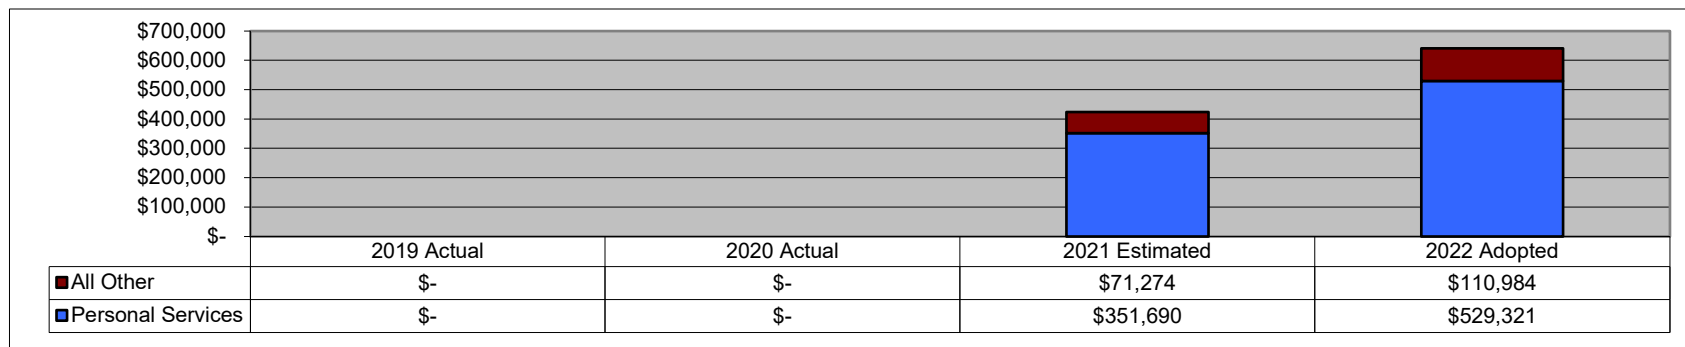 $700,000
$600,000
$500,000
$400,000
$300,000
$200,000
$100,000
$-
2019 Actual 2020 Actual 2021 Estimated 2022 Adopted
All Other $- $- $71,274 $110,984
Personal Services $- $- $351,690 $529,321